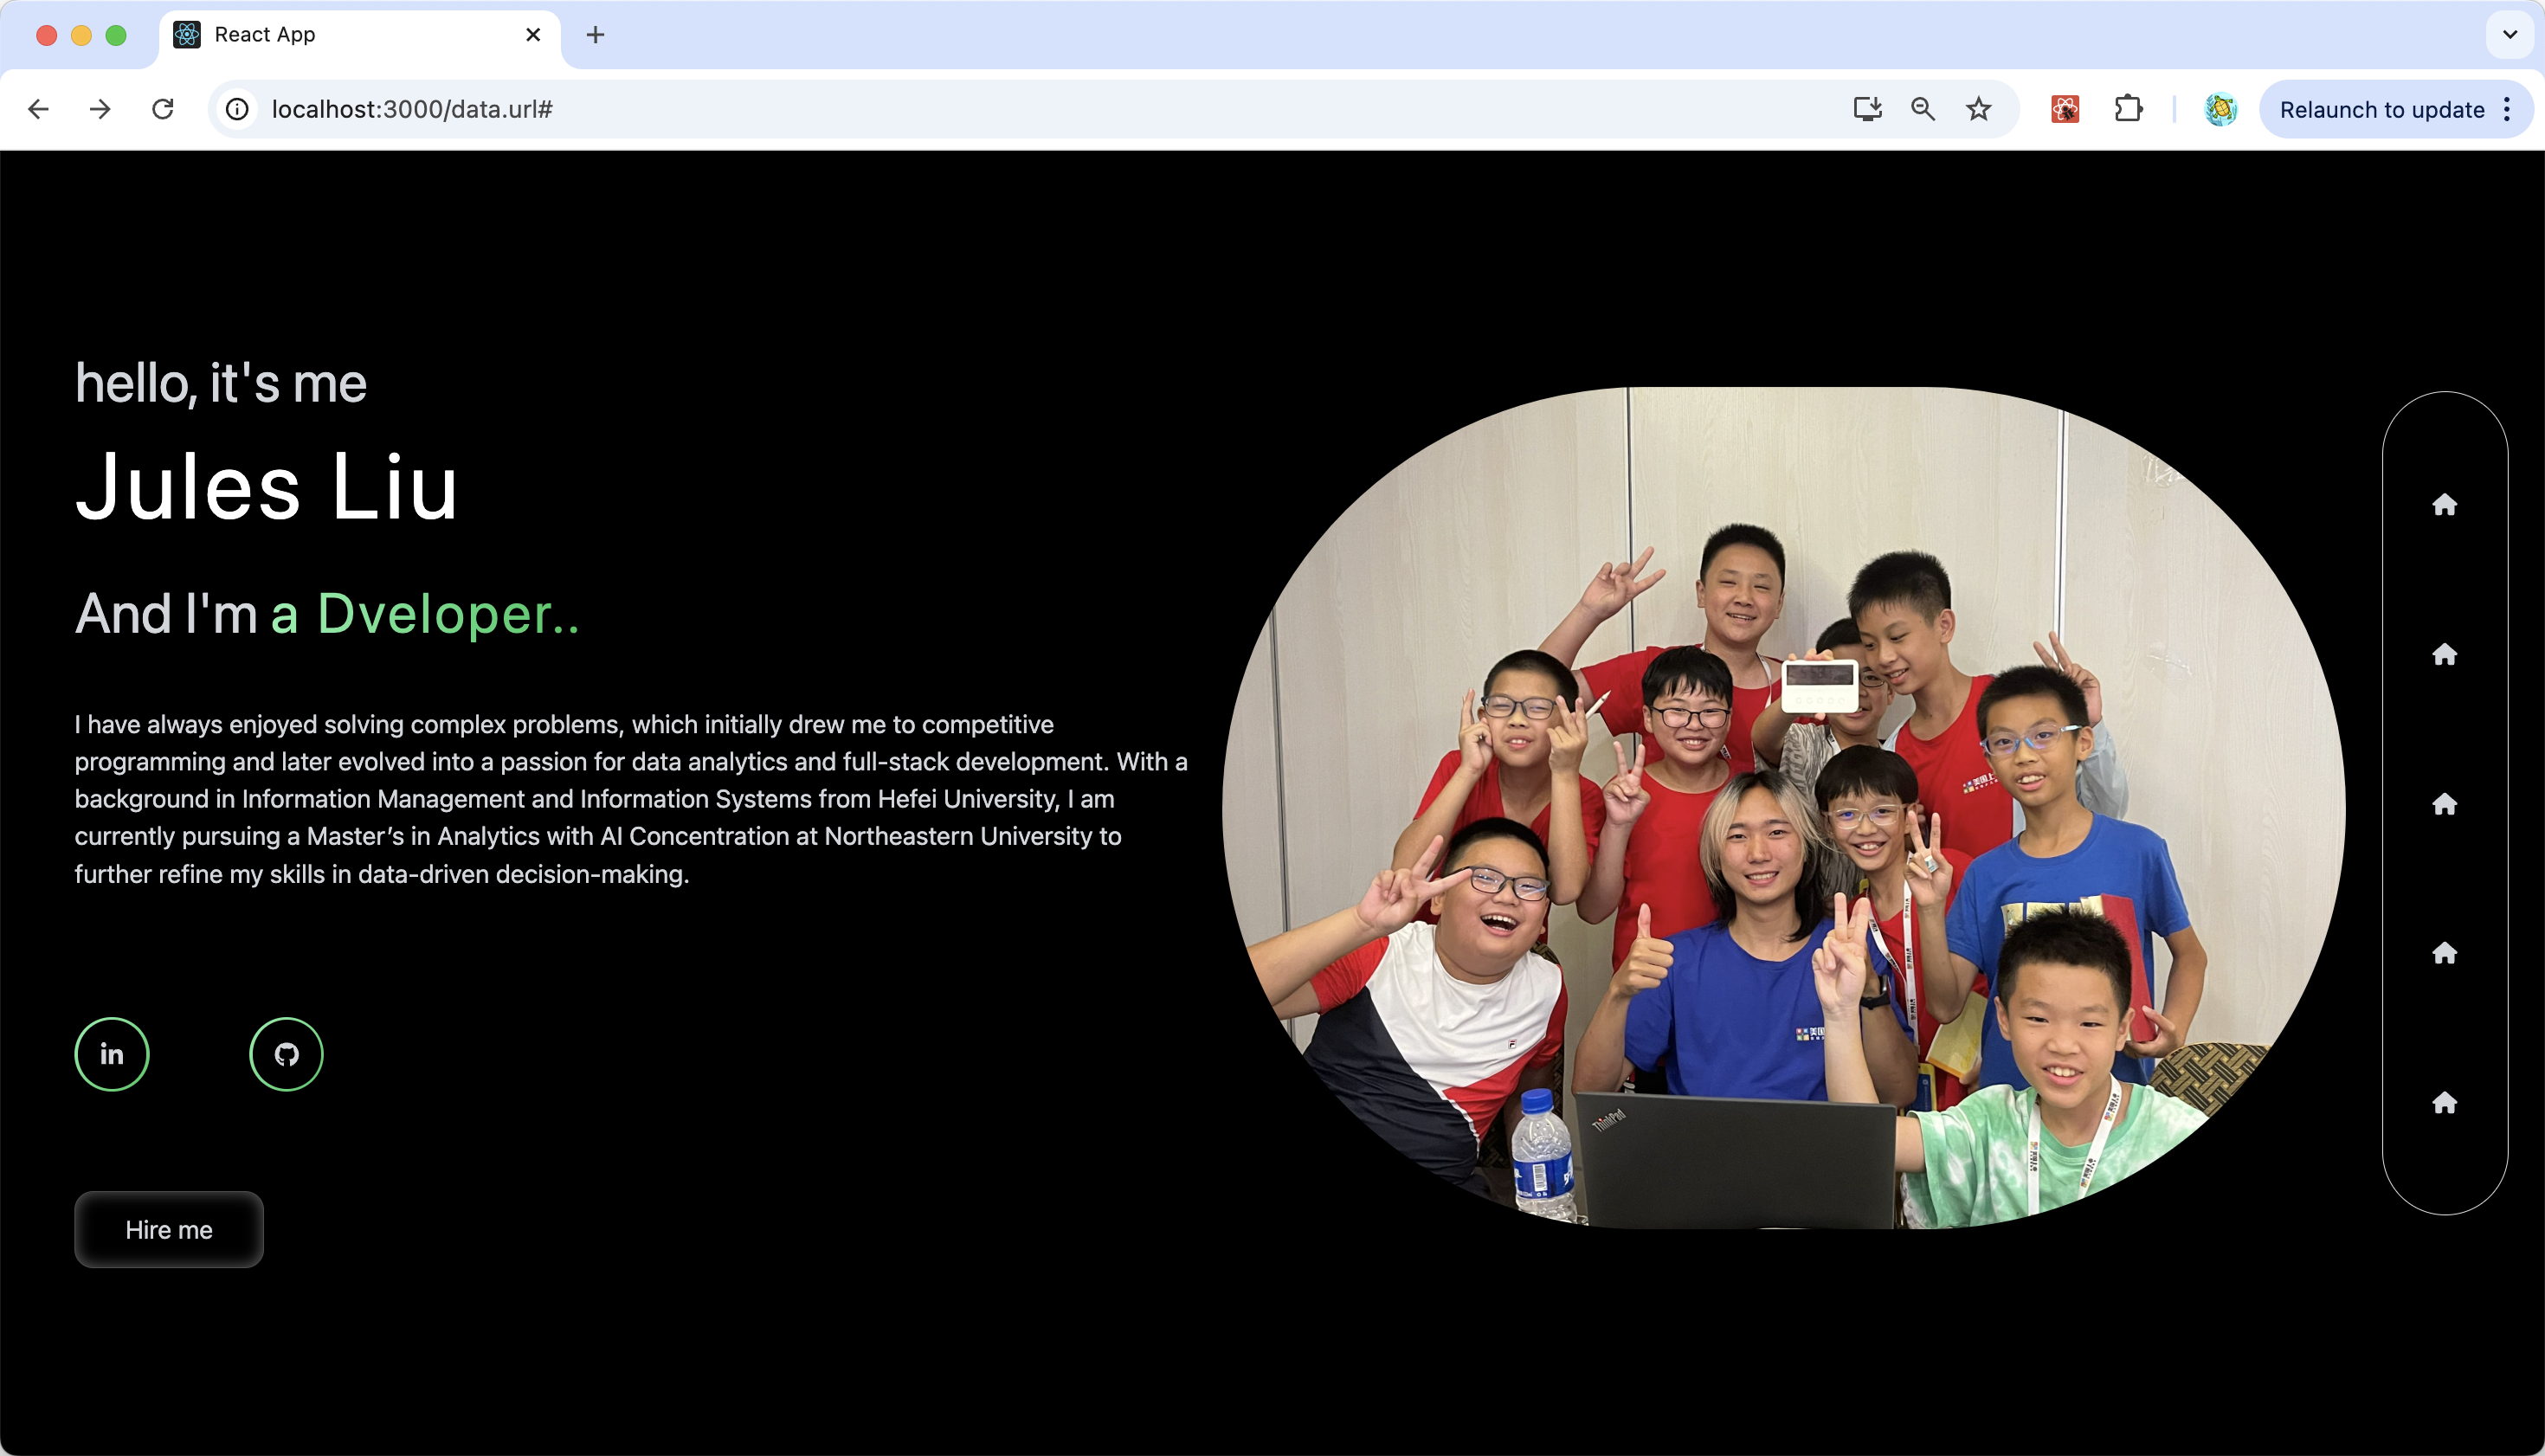 React App
localhost:3000/data.url#
Relaunch to update
hello, it's me
Jules Liu
And I'm a Dveloper..
I have always enjoyed solving complex problems, which initially drew me to competitive
programming and later evolved into a passion for data analytics and full-stack development. With a
background in Information Management and Information Systems from Hefei University, I am
currently pursuing a Master’s in Analytics with AI Concentration at Northeastern University to
further refine my skills in data-driven decision-making.
in
Hire me
ThinkPad